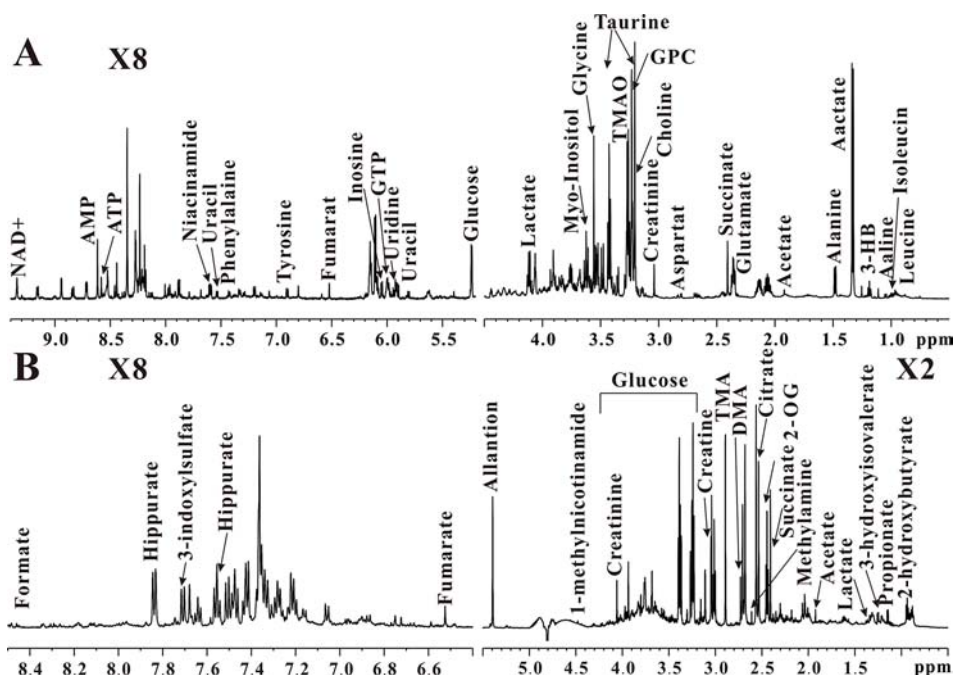 A
X8
NAD+
AMP
ATP
Niacinamide
Uracil
Phenylalaine
Tyrosine
Fumarat
Inosine
GTP
Uridine
Uracil
Glucose
Lactate
Myo-Inositol
Glycine
Taurine
TMAO
GPC
Choline
Creatinine
Aspartat
Succinate
Glutamate
Acetate
Alanine
Aactate
3-HB
Aaline
Isoleucin
Leucine
9.0 8.5 8.0 7.5 7.0 6.5 6.0 5.5 5.2 4.0 3.5 3.0 2.5 2.0 1.5 1.0 ppm
B
X8
X2
Formate
Hippurate
3-indoxylsulfate
Hippurate
Fumarate
Allantion
1-methylnicotinamide
Creatinine
Glucose
Creatine
TMA
DMA
Citrate
2-OG
Succinate
Methylamine
Acetate
Lactate
3-hydroxyisovalerate
Propionate
2-hydroxybutyrate
8.4 8.2 8.0 7.8 7.6 7.4 7.2 7.0 6.8 6.6 5.0 4.5 4.0 3.5 3.0 2.5 2.0 1.5 ppm